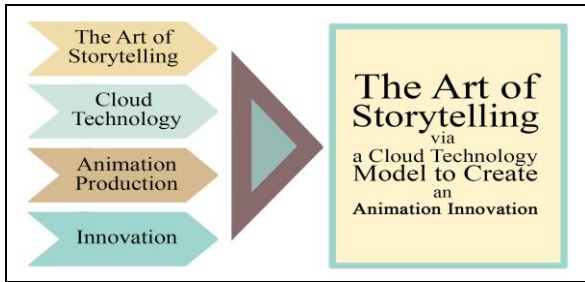 The Art of
Storytelling
Cloud
Technology
Animation
Production
Innovation
The Art of
Storytelling
via
a Cloud Technology
Model to Create
an
Animation Innovation